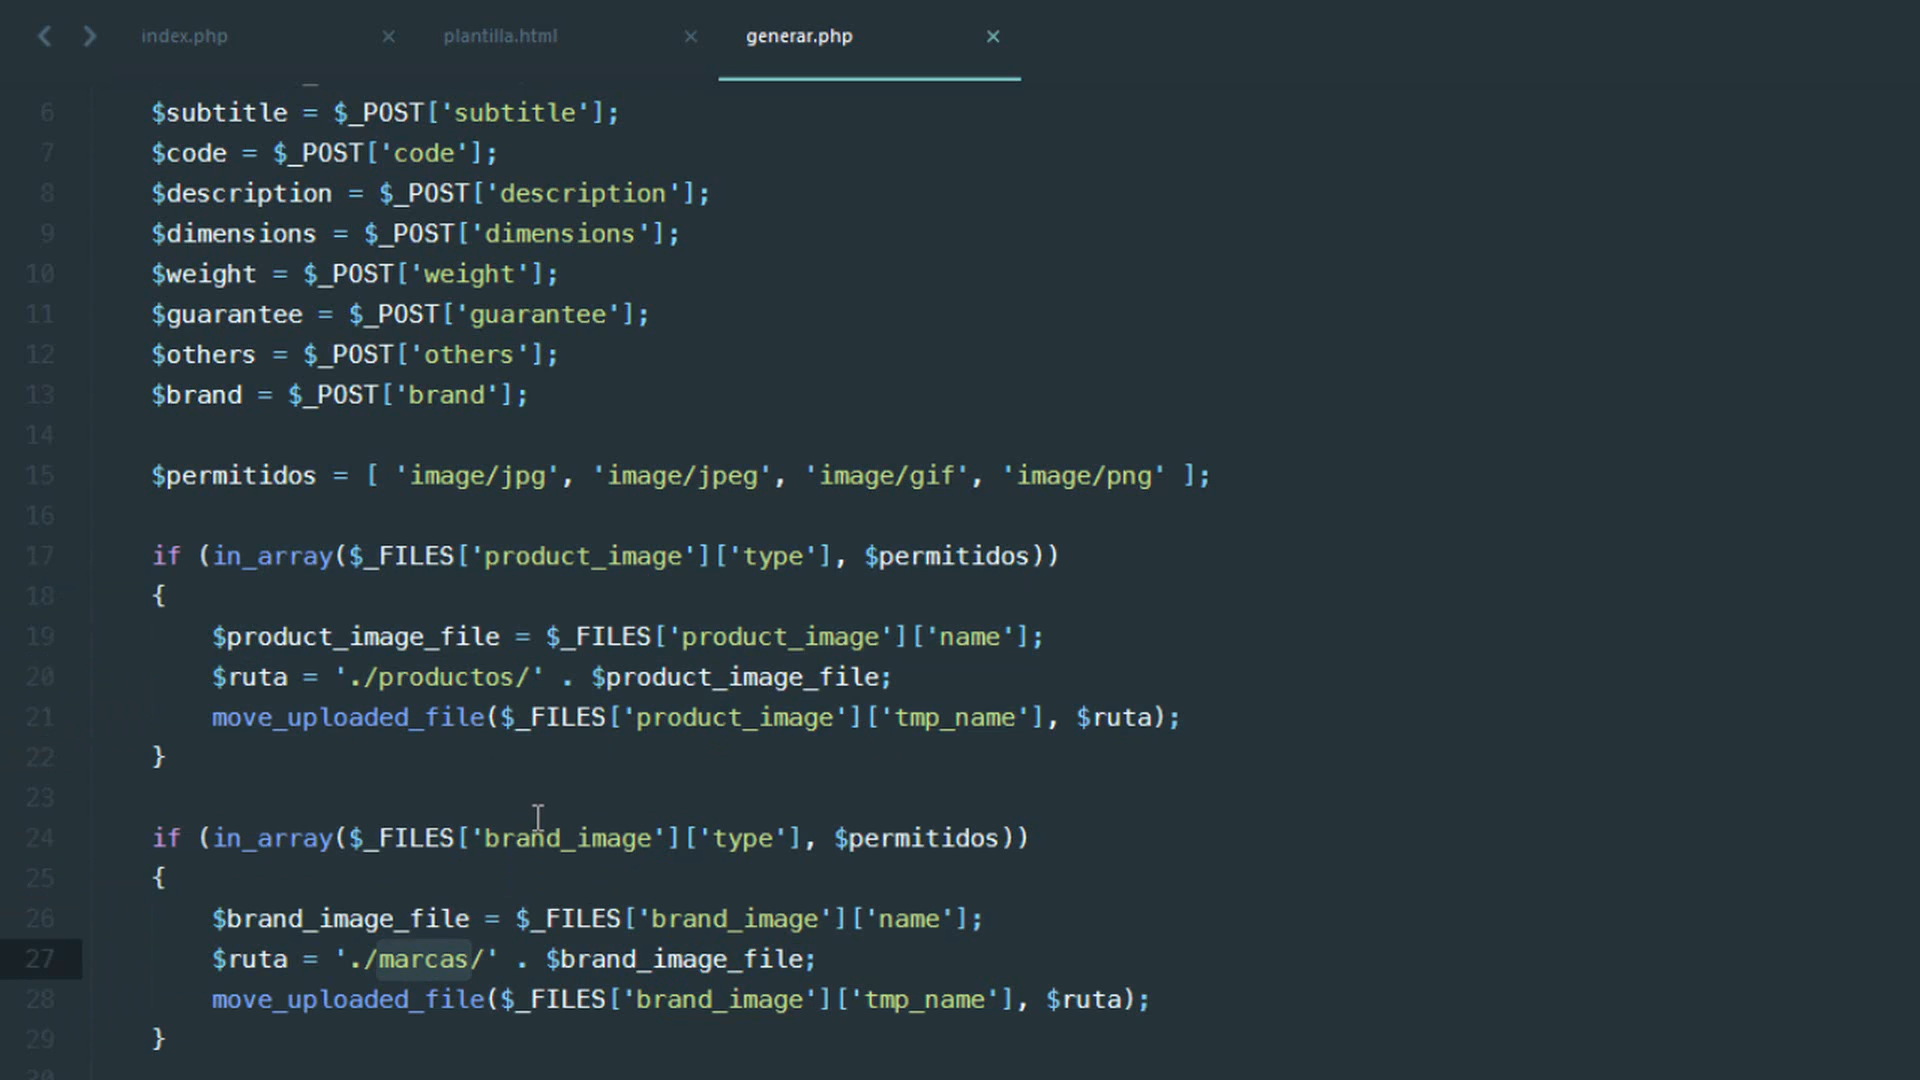 index.php × plantilla.html × generar.php ×
6 $subtitle = $_POST['subtitle'];
7 $code = $_POST['code'];
8 $description = $_POST['description'];
9 $dimensions = $_POST['dimensions'];
10 $weight = $_POST['weight'];
11 $guarantee = $_POST['guarantee'];
12 $others = $_POST['others'];
13 $brand = $_POST['brand'];
14
15 $permitidos = [ 'image/jpg', 'image/jpeg', 'image/gif', 'image/png' ];
16
17 if (in_array($_FILES['product_image']['type'], $permitidos))
18 {
19 $product_image_file = $_FILES['product_image']['name'];
20 $ruta = './productos/' . $product_image_file;
21 move_uploaded_file($_FILES['product_image']['tmp_name'], $ruta);
22 }
23
24 if (in_array($_FILES['brand_image']['type'], $permitidos))
25 {
26 $brand_image_file = $_FILES['brand_image']['name'];
27 $ruta = './marcas/' . $brand_image_file;
28 move_uploaded_file($_FILES['brand_image']['tmp_name'], $ruta);
29 }